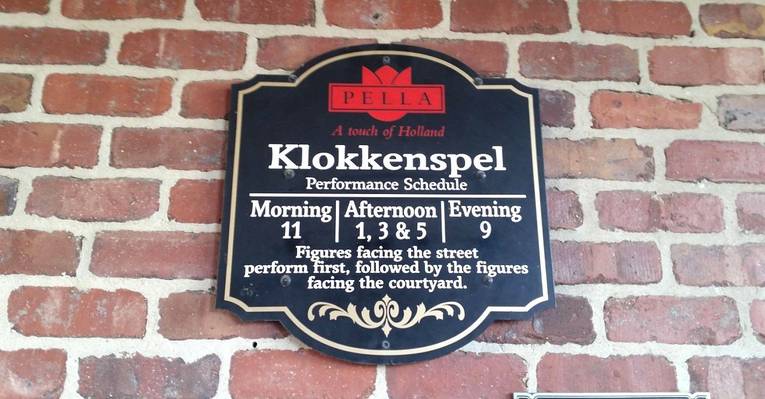 PELLA
A touch of Holland
Klokkenspel
Performance Schedule
Morning | Afternoon | Evening
11 | 1, 3 & 5 | 9
Figures facing the street
perform first, followed by the figures
facing the courtyard.